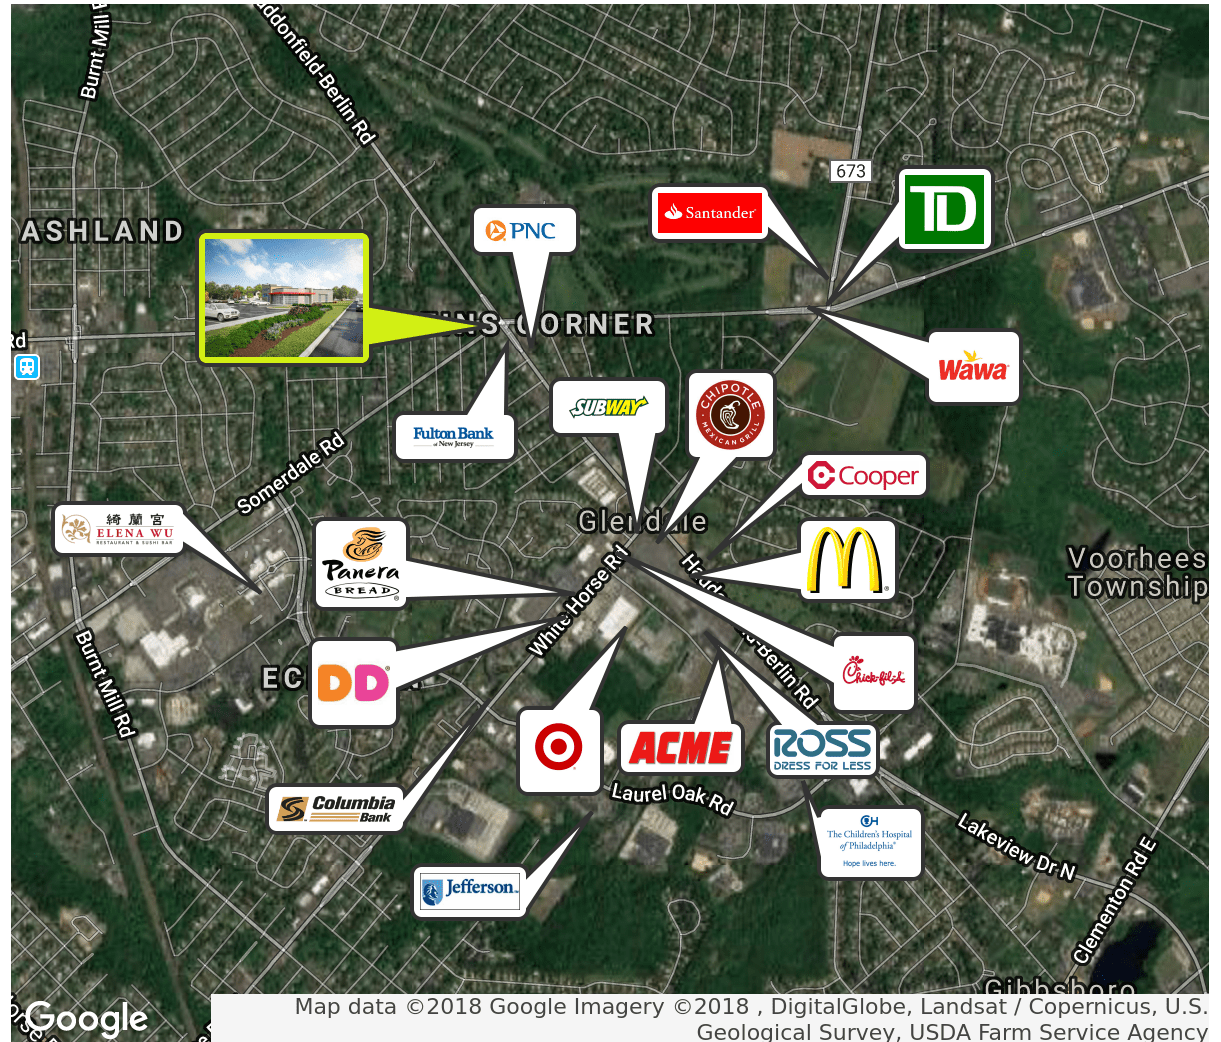 Burnt Mill R
addonfield-Berlin Rd
673
TD
Santander
PNC
ASHLAND
INS CORNER
Rd
Wawa
SUBWAY
CHIPOTLE
MEXICAN GRILL
Fulton Bank
of New Jersey
Somerdale Rd
Cooper
綺蘭宮
ELENA WU
RESTAURANT & SUSHI BAR
Glendale
Panera
BREAD
White Horse Rd
Hadd
d-Berlin Rd
Voorhees
Township
Burnt Mill Rd
EC
DD
Chick-fil-A
ACME
ROSS
DRESS FOR LESS
Laurel Oak Rd
Columbia
Bank
CH
The Children's Hospital
of Philadelphia®
Hope lives here.
Lakeview Dr N
Clementon Rd E
Jefferson
Gibbsboro
Google
Map data ©2018 Google Imagery ©2018 , DigitalGlobe, Landsat / Copernicus, U.S.
Geological Survey, USDA Farm Service Agency